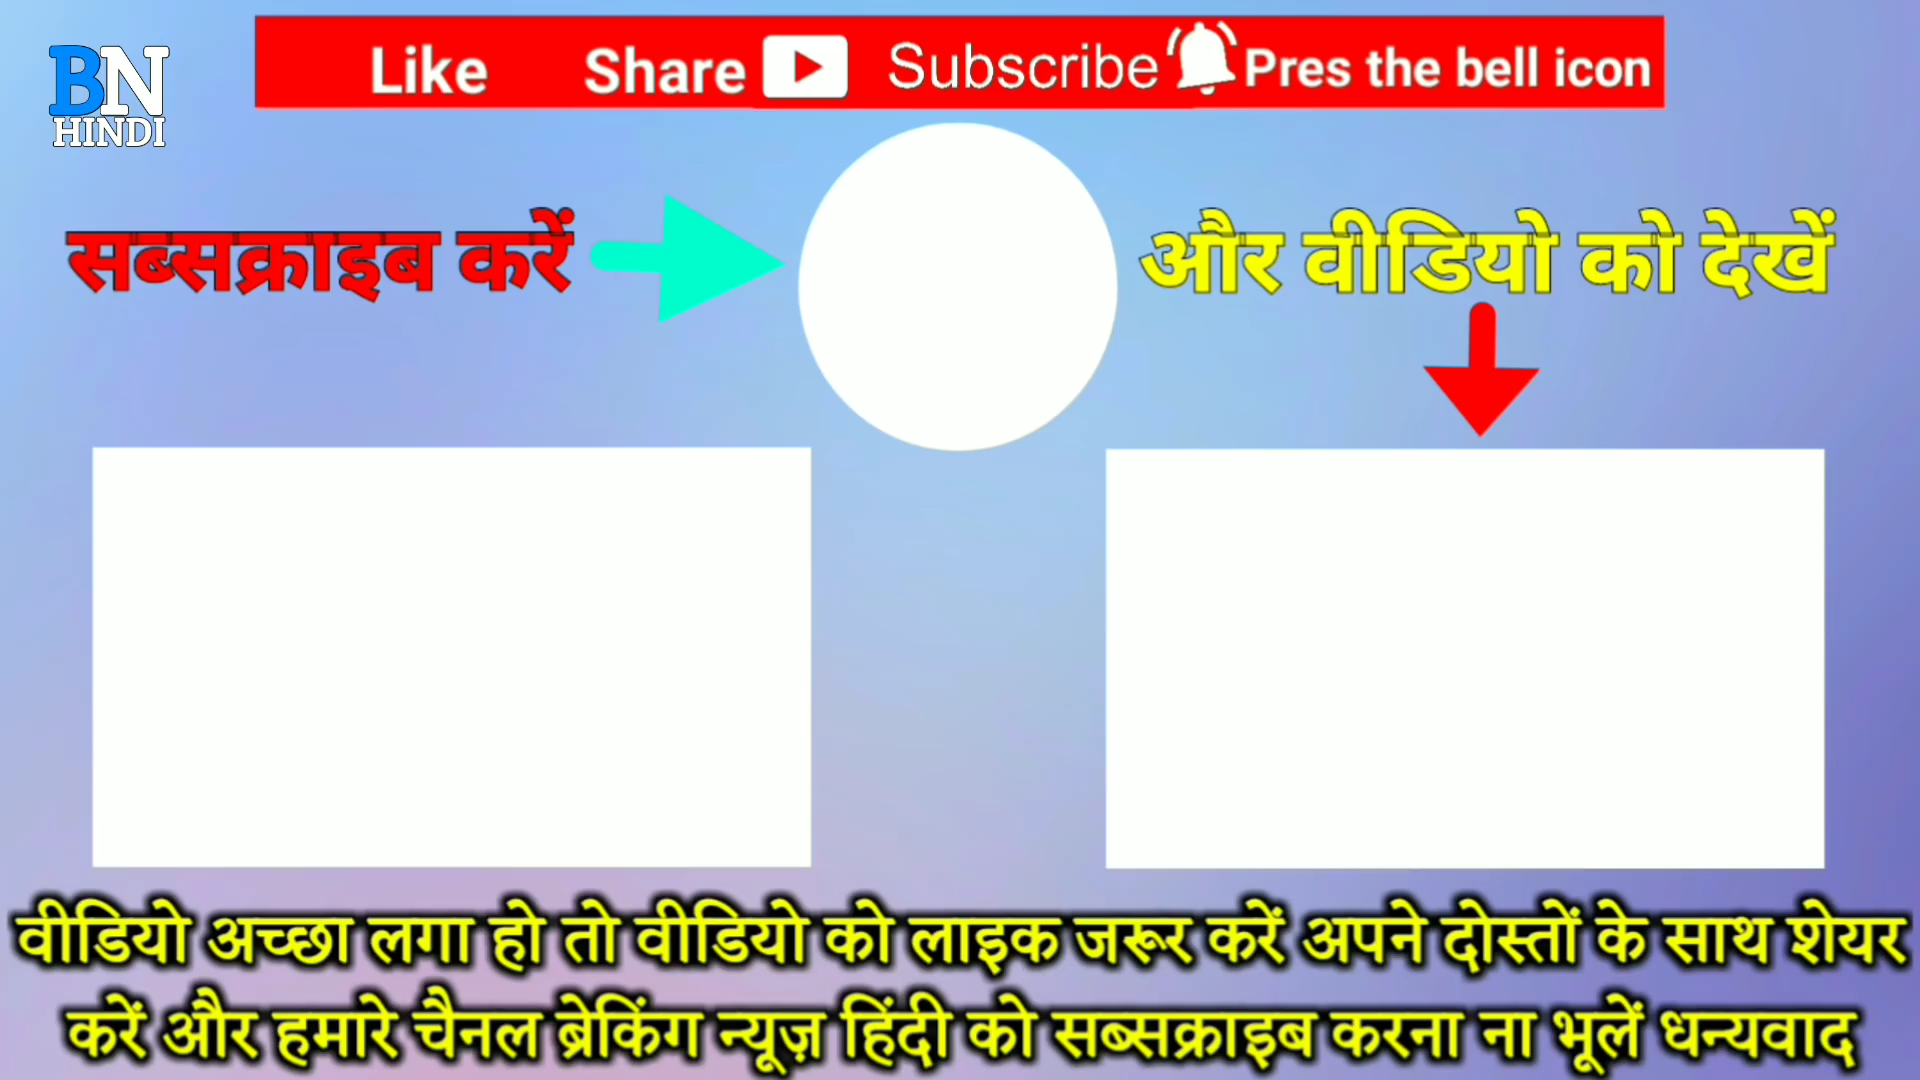 BN
HINDI
Like Share Subscribe Pres the bell icon
सब्सक्राइब करें
और वीडियो को देखें
वीडियो अच्छा लगा हो तो वीडियो को लाइक जरूर करें अपने दोस्तों के साथ शेयर
करें और हमारे चैनल ब्रेकिंग न्यूज़ हिंदी को सब्सक्राइब करना ना भूलें धन्यवाद